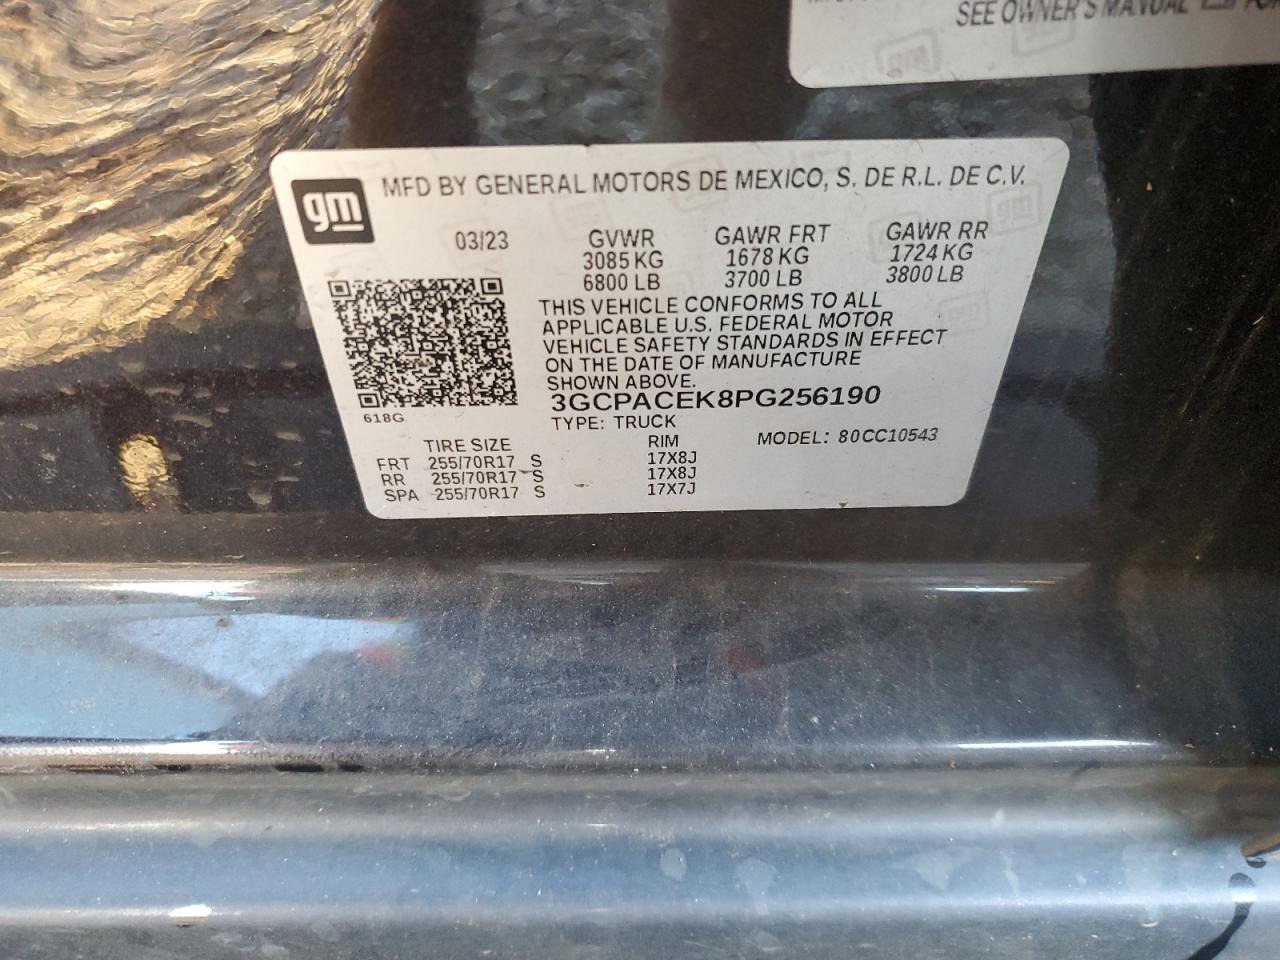 SEE OWNER'S MANUAL
gm
MFD BY GENERAL MOTORS DE MEXICO, S. DE R.L. DE C.V.
03/23 GVWR GAWR FRT GAWR RR
3085 KG 1678 KG 1724 KG
6800 LB 3700 LB 3800 LB
THIS VEHICLE CONFORMS TO ALL
APPLICABLE U.S. FEDERAL MOTOR
VEHICLE SAFETY STANDARDS IN EFFECT
ON THE DATE OF MANUFACTURE
SHOWN ABOVE.
3GCPACEK8PG256190
618G
TYPE: TRUCK
TIRE SIZE RIM MODEL: 80CC10543
FRT 255/70R17 S 17X8J
RR 255/70R17 S 17X8J
SPA 255/70R17 S 17X7J